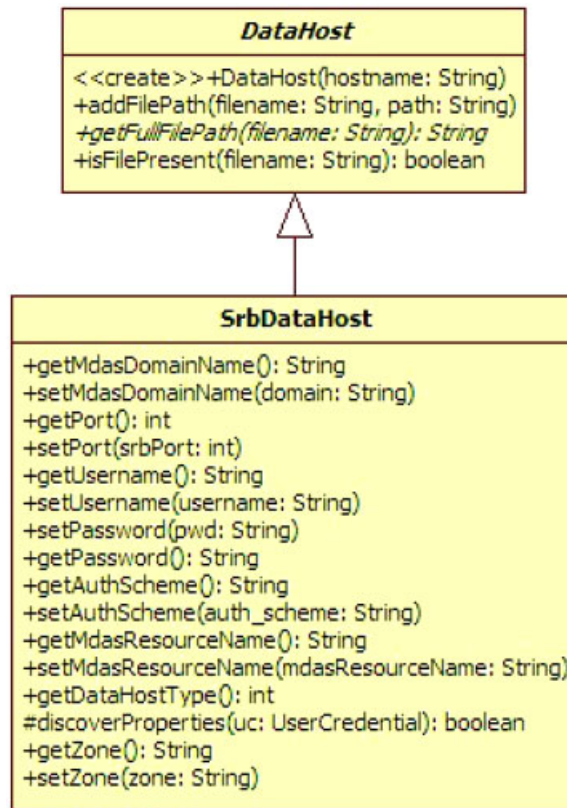 DataHost
<<create>>+DataHost(hostname: String)
+addFilePath(filename: String, path: String)
+getFullFilePath(filename: String): String
+isFilePresent(filename: String): boolean
SrbDataHost
+getMdasDomainName(): String
+setMdasDomainName(domain: String)
+getPort(): int
+setPort(srbPort: int)
+getUsername(): String
+setUsername(username: String)
+setPassword(pwd: String)
+getPassword(): String
+getAuthScheme(): String
+setAuthScheme(auth_scheme: String)
+getMdasResourceName(): String
+setMdasResourceName(mdasResourceName: String)
+getDataHostType(): int
#discoverProperties(uc: UserCredential): boolean
+getZone(): String
+setZone(zone: String)